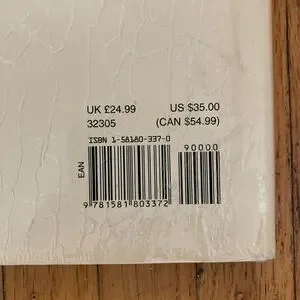 UK £24.99 US $35.00
32305 (CAN $54.99)
ISBN 1-58180-337-0
90000
EAN
9 781581 803372